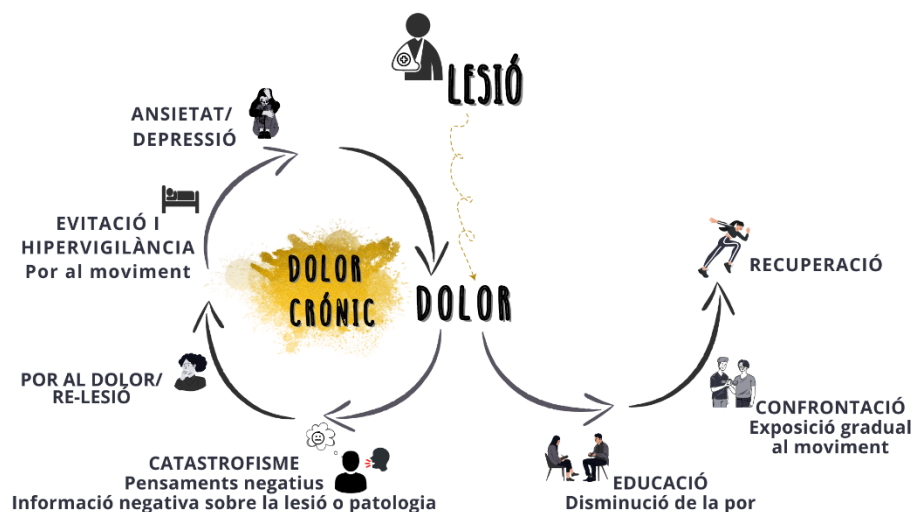 LESIÓ
ANSIETAT/
DEPRESSIÓ
EVITACIÓ I
HIPERVIGILÀNCIA
Por al moviment
DOLOR
CRÓNIC
DOLOR
RECUPERACIÓ
POR AL DOLOR/
RE-LESIÓ
CONFRONTACIÓ
Exposició gradual
al moviment
CATASTROFISME
Pensaments negatius
Informació negativa sobre la lesió o patologia
EDUCACIÓ
Disminució de la por